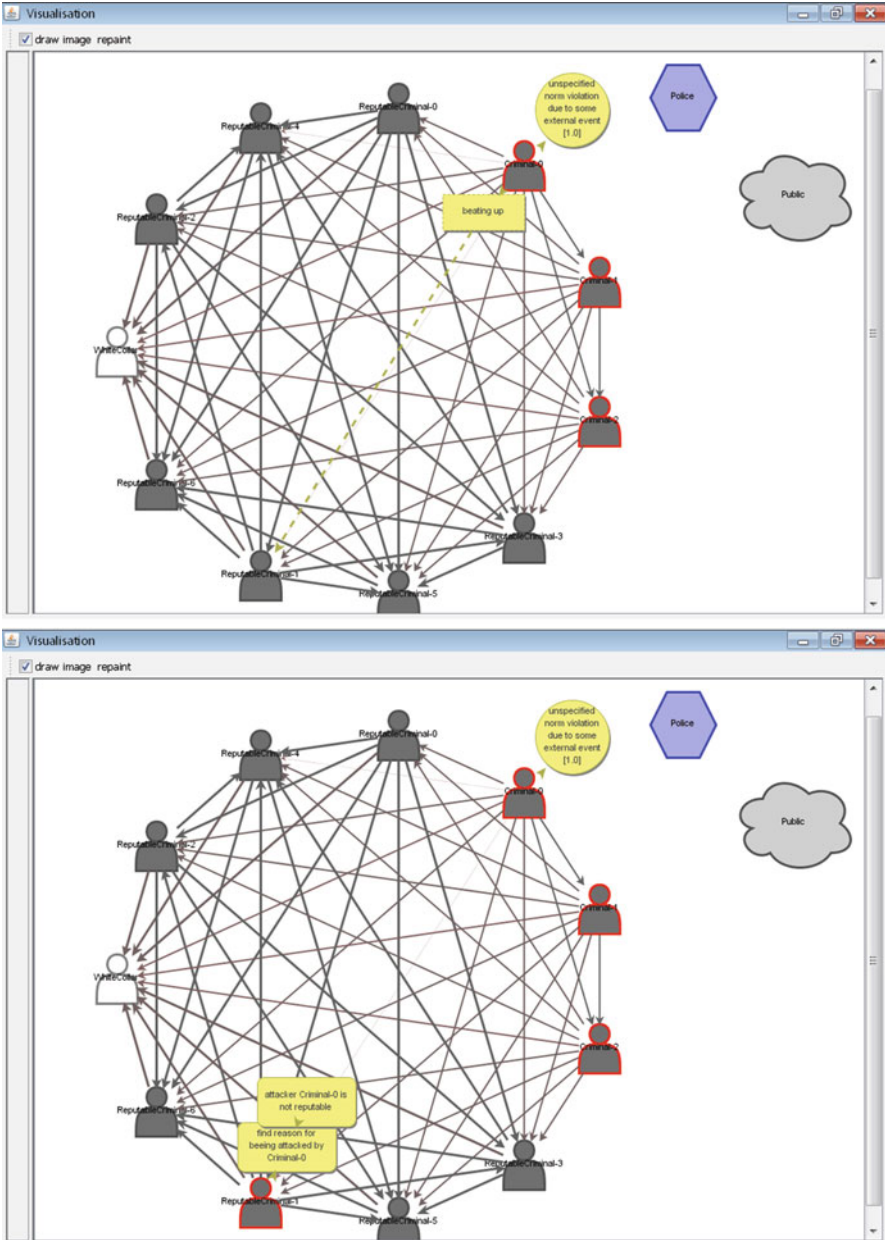 Visualisation
draw image repaint
unspecified
norm violation
due to some
external event
[1.0]
Police
ReputableCriminal-0
ReputableCriminal-4
Criminal-0
Public
beating up
ReputableCriminal-2
Criminal-1
WhiteCollar
Criminal-2
ReputableCriminal-6
ReputableCriminal-3
ReputableCriminal-1
ReputableCriminal-5
Visualisation
draw image repaint
unspecified
norm violation
due to some
external event
[1.0]
Police
ReputableCriminal-0
ReputableCriminal-4
Criminal-0
Public
ReputableCriminal-2
Criminal-1
WhiteCollar
Criminal-2
attacker Criminal-0 is
not reputable
ReputableCriminal-6
find reason for
beeing attacked by
Criminal-0
ReputableCriminal-3
ReputableCriminal-1
ReputableCriminal-5